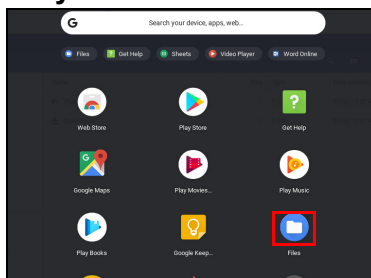 G Search your device, apps, web..
Files Get Help Sheets Video Player Word Online
Web Store Play Store Get Help
Google Maps Play Movies.. Play Music
Play Books Google Keep.. Files